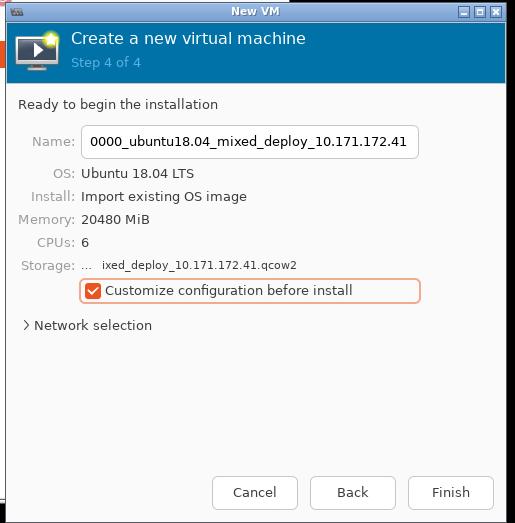 New VM
Create a new virtual machine
Step 4 of 4
Ready to begin the installation
Name: 0000_ubuntu18.04_mixed_deploy_10.171.172.41
OS: Ubuntu 18.04 LTS
Install: Import existing OS image
Memory: 20480 MiB
CPUs: 6
Storage: ... ixed_deploy_10.171.172.41.qcow2
Customize configuration before install
Network selection
Cancel Back Finish